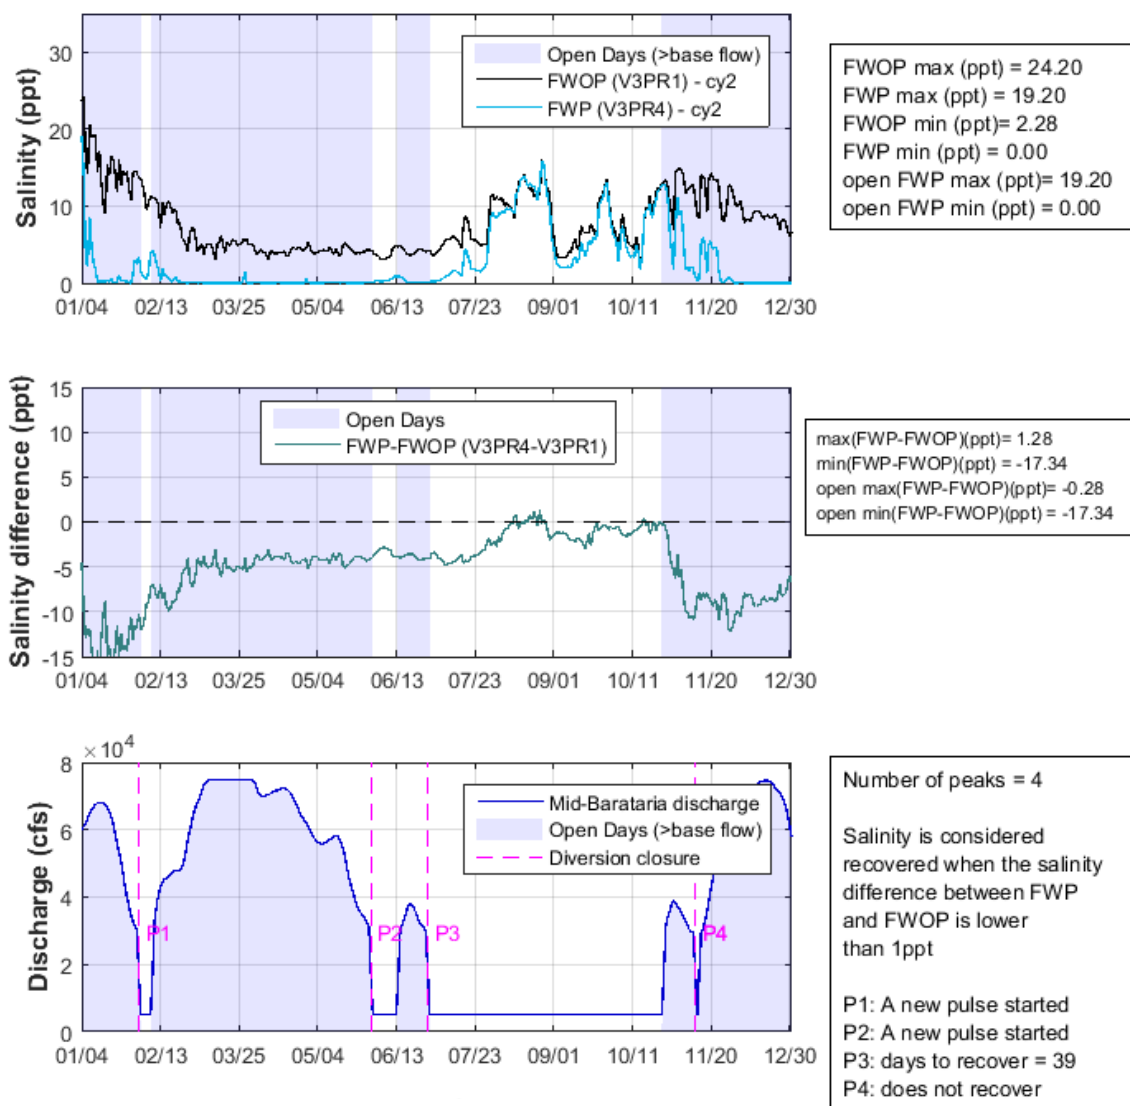 Salinity (ppt)
30
20
10
0
01/04 02/13 03/25 05/04 06/13 07/23 09/01 10/11 11/20 12/30
Open Days (>base flow)
FWOP (V3PR1) - cy2
FWP (V3PR4) - cy2
FWOP max (ppt) = 24.20
FWP max (ppt) = 19.20
FWOP min (ppt)= 2.28
FWP min (ppt) = 0.00
open FWP max (ppt)= 19.20
open FWP min (ppt) = 0.00
Salinity difference (ppt)
15
10
5
0
-5
-10
-15
01/04 02/13 03/25 05/04 06/13 07/23 09/01 10/11 11/20 12/30
Open Days
FWP-FWOP (V3PR4-V3PR1)
max(FWP-FWOP)(ppt)= 1.28
min(FWP-FWOP)(ppt) = -17.34
open max(FWP-FWOP)(ppt)= -0.28
open min(FWP-FWOP)(ppt) = -17.34
Discharge (cfs)
×10⁴
8
6
4
2
0
01/04 02/13 03/25 05/04 06/13 07/23 09/01 10/11 11/20 12/30
Mid-Barataria discharge
Open Days (>base flow)
Diversion closure
P1 P2 P3 P4
Number of peaks = 4
Salinity is considered
recovered when the salinity
difference between FWP
and FWOP is lower
than 1ppt
P1: A new pulse started
P2: A new pulse started
P3: days to recover = 39
P4: does not recover